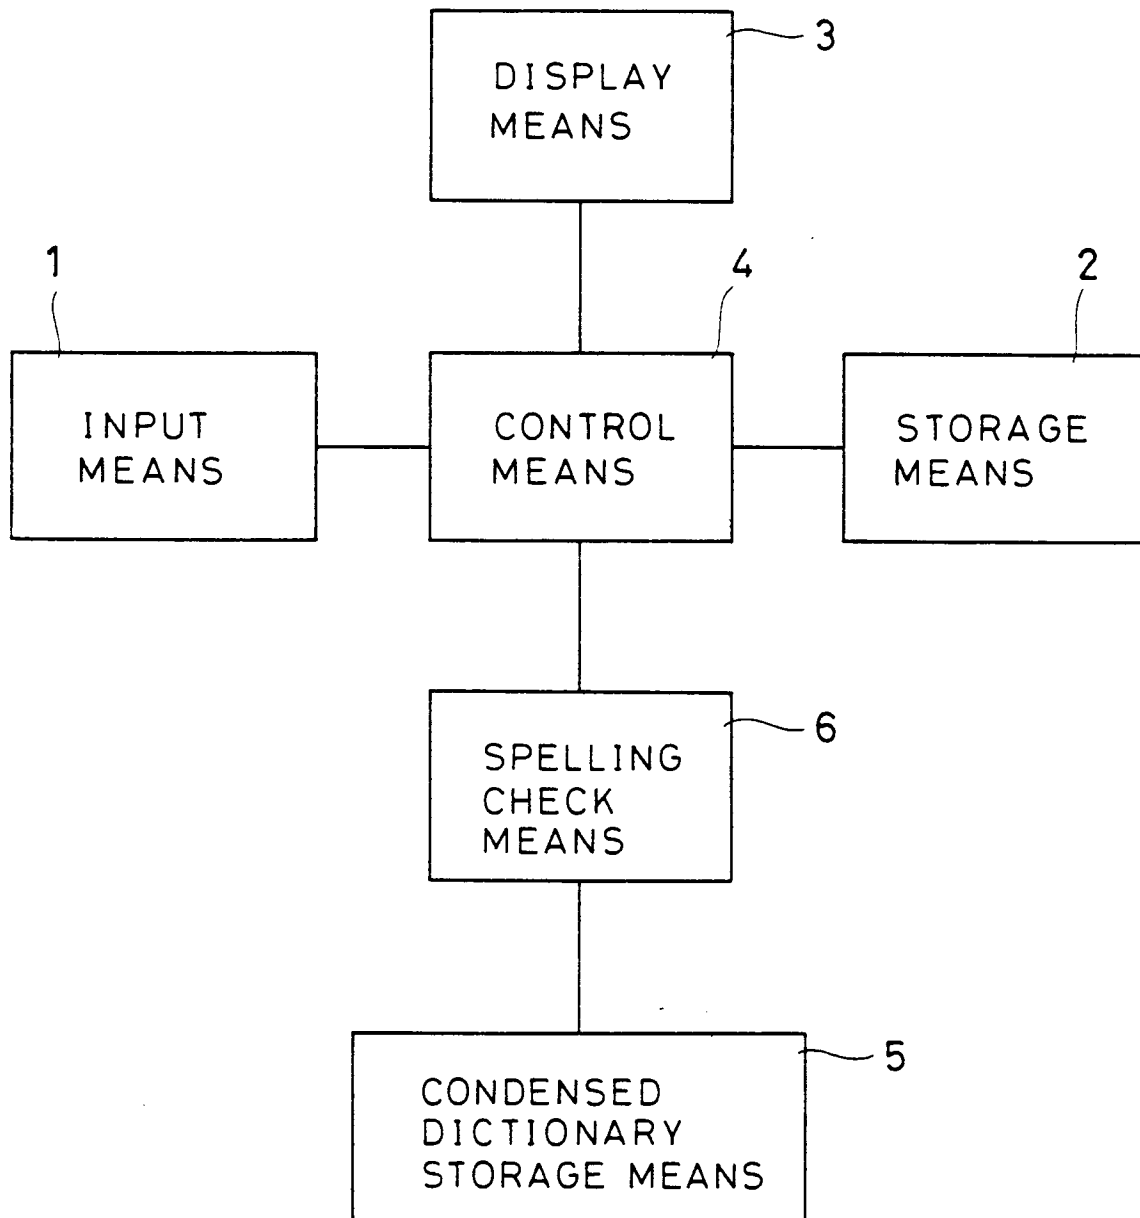 3
DISPLAY
MEANS
1
4
2
INPUT
MEANS
CONTROL
MEANS
STORAGE
MEANS
6
SPELLING
CHECK
MEANS
5
CONDENSED
DICTIONARY
STORAGE MEANS